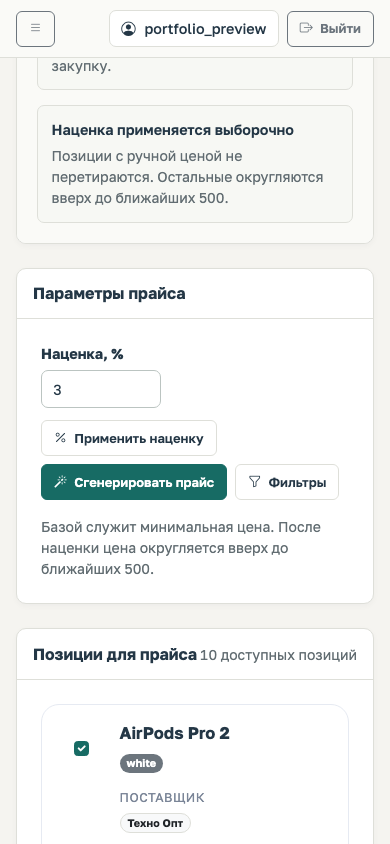 portfolio_preview
Выйти
закупку.
Наценка применяется выборочно
Позиции с ручной ценой не
перетираются. Остальные округляются
вверх до ближайших 500.
Параметры прайса
Наценка, %
3
% Применить наценку
Сгенерировать прайс
Фильтры
Базой служит минимальная цена. После
наценки цена округляется вверх до
ближайших 500.
Позиции для прайса 10 доступных позиций
AirPods Pro 2
white
ПОСТАВЩИК
Техно Опт